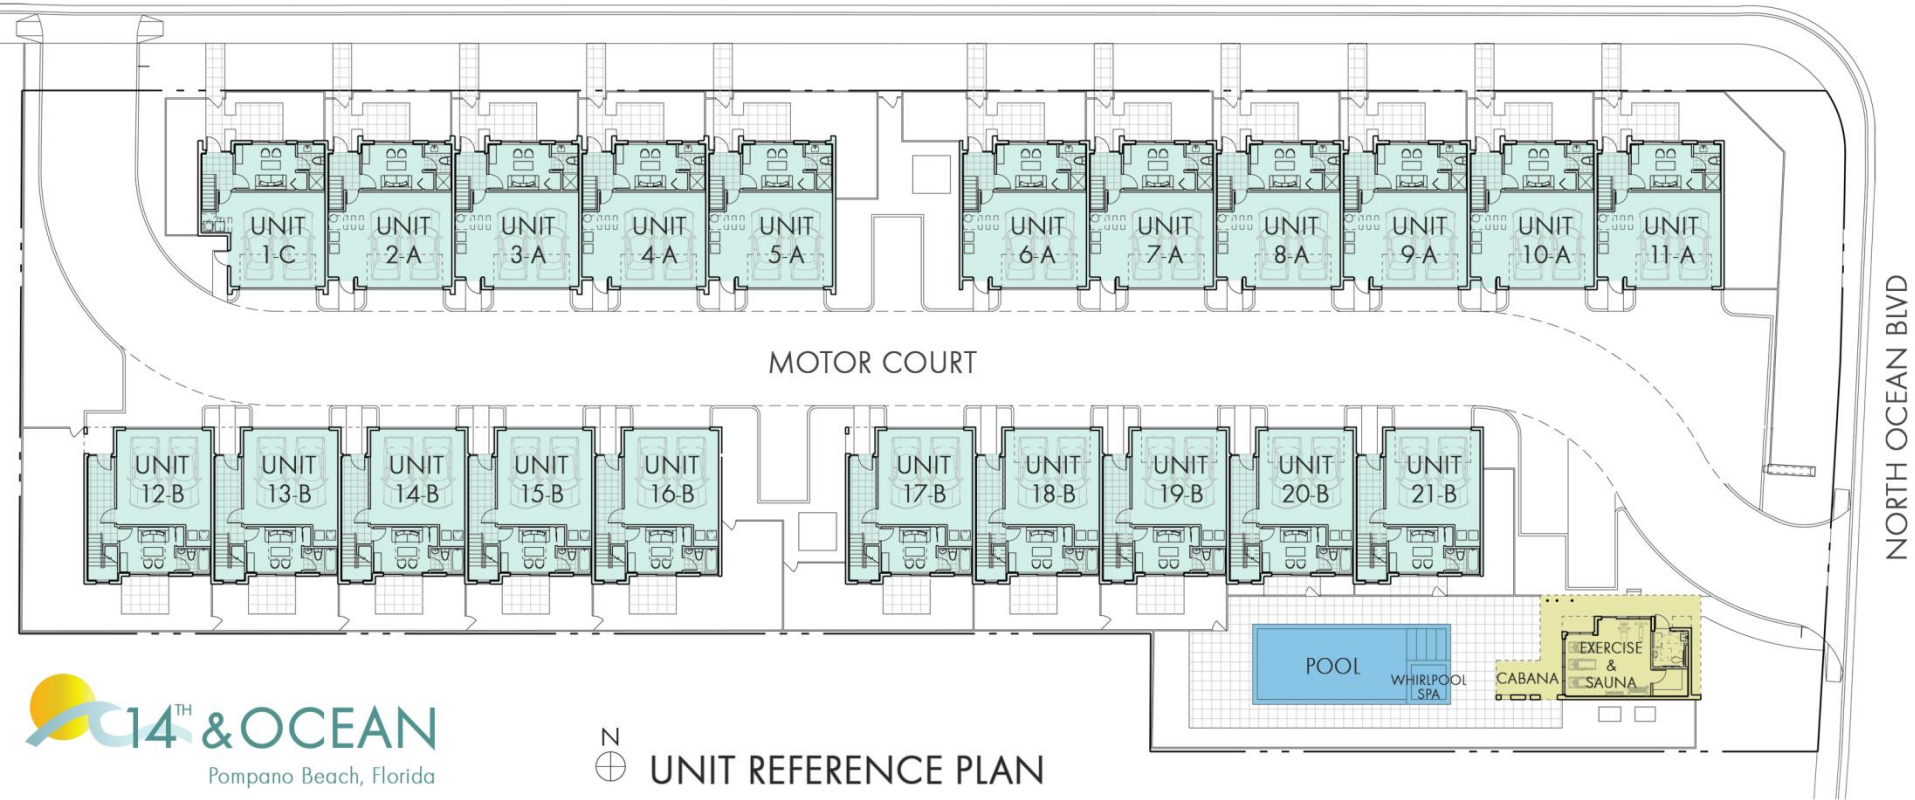 UNIT
1-C
UNIT
2-A
UNIT
3-A
UNIT
4-A
UNIT
5-A
UNIT
6-A
UNIT
7-A
UNIT
8-A
UNIT
9-A
UNIT
10-A
UNIT
11-A
MOTOR COURT
NORTH OCEAN BLVD
UNIT
12-B
UNIT
13-B
UNIT
14-B
UNIT
15-B
UNIT
16-B
UNIT
17-B
UNIT
18-B
UNIT
19-B
UNIT
20-B
UNIT
21-B
POOL
WHIRLPOOL
SPA
CABANA
EXERCISE
&
SAUNA
14TH & OCEAN
Pompano Beach, Florida
N
UNIT REFERENCE PLAN